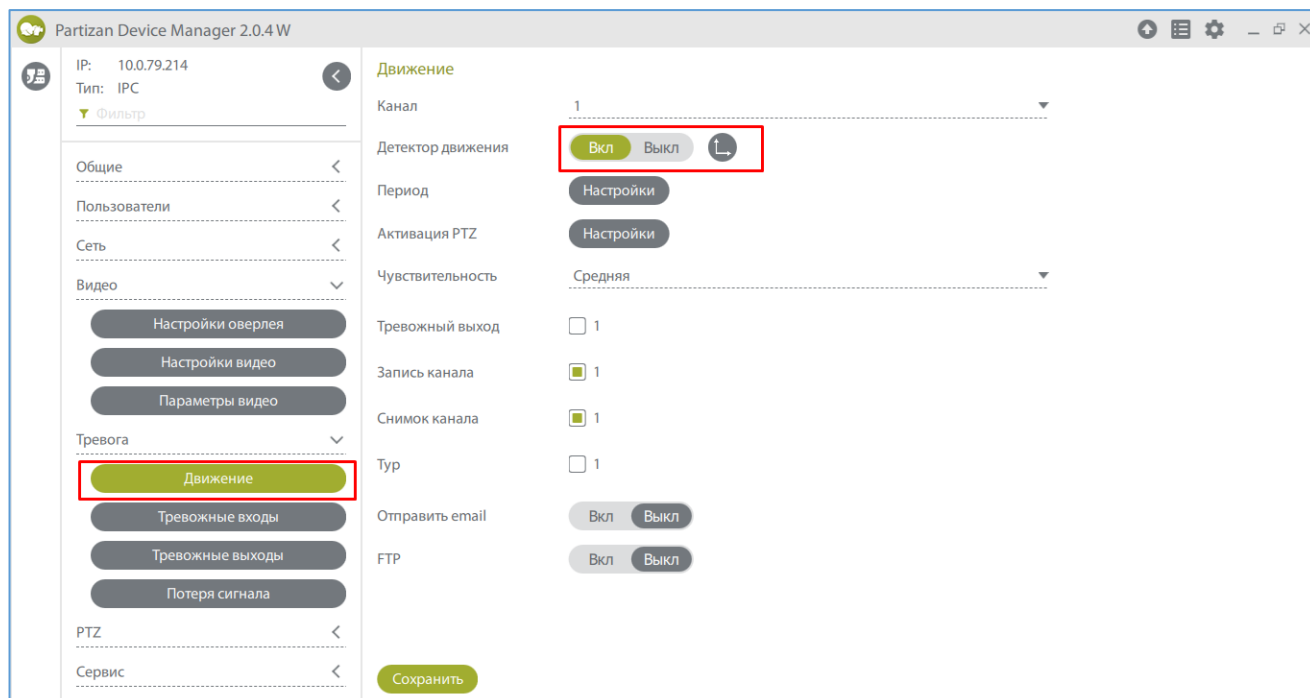 Partizan Device Manager 2.0.4 W
IP: 10.0.79.214
Тип: IPC
Фильтр
Общие
Пользователи
Сеть
Видео
Настройки оверлея
Настройки видео
Параметры видео
Тревога
Движение
Тревожные входы
Тревожные выходы
Потеря сигнала
PTZ
Сервис
Движение
Канал 1
Детектор движения Вкл Выкл
Период Настройки
Активация PTZ Настройки
Чувствительность Средняя
Тревожный выход 1
Запись канала 1
Снимок канала 1
Тур 1
Отправить email Вкл Выкл
FTP Вкл Выкл
Сохранить